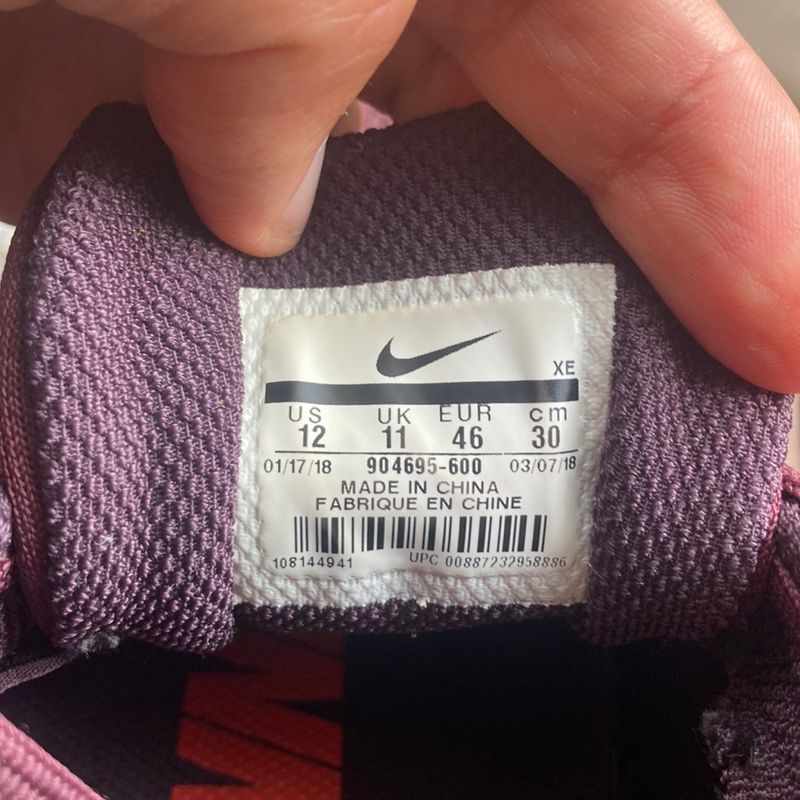 XE
US UK EUR cm
12 11 46 30
01/17/18 904695-600 03/07/18
MADE IN CHINA
FABRIQUE EN CHINE
108144941 UPC 00887232958886